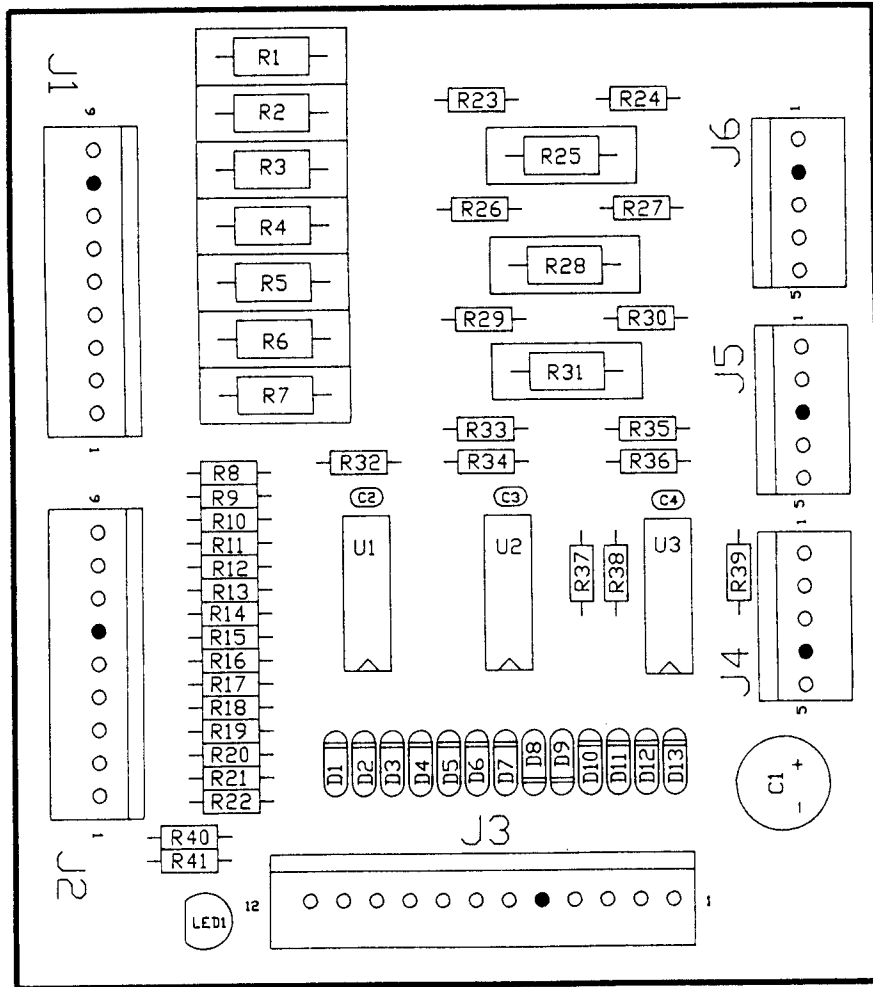 J1
9
1
R1
R2
R3
R4
R5
R6
R7
R23
R24
R25
R26
R27
R28
R29
R30
R31
R33
R35
R32
R34
R36
J6
1
5
J5
1
5
J4
1
5
J2
9
1
R8
R9
R10
R11
R12
R13
R14
R15
R16
R17
R18
R19
R20
R21
R22
R40
R41
C2
C3
C4
U1
U2
U3
R37
R38
R39
D1
D2
D3
D4
D5
D6
D7
D8
D9
D10
D11
D12
D13
C1
+
-
J3
12
1
LED1